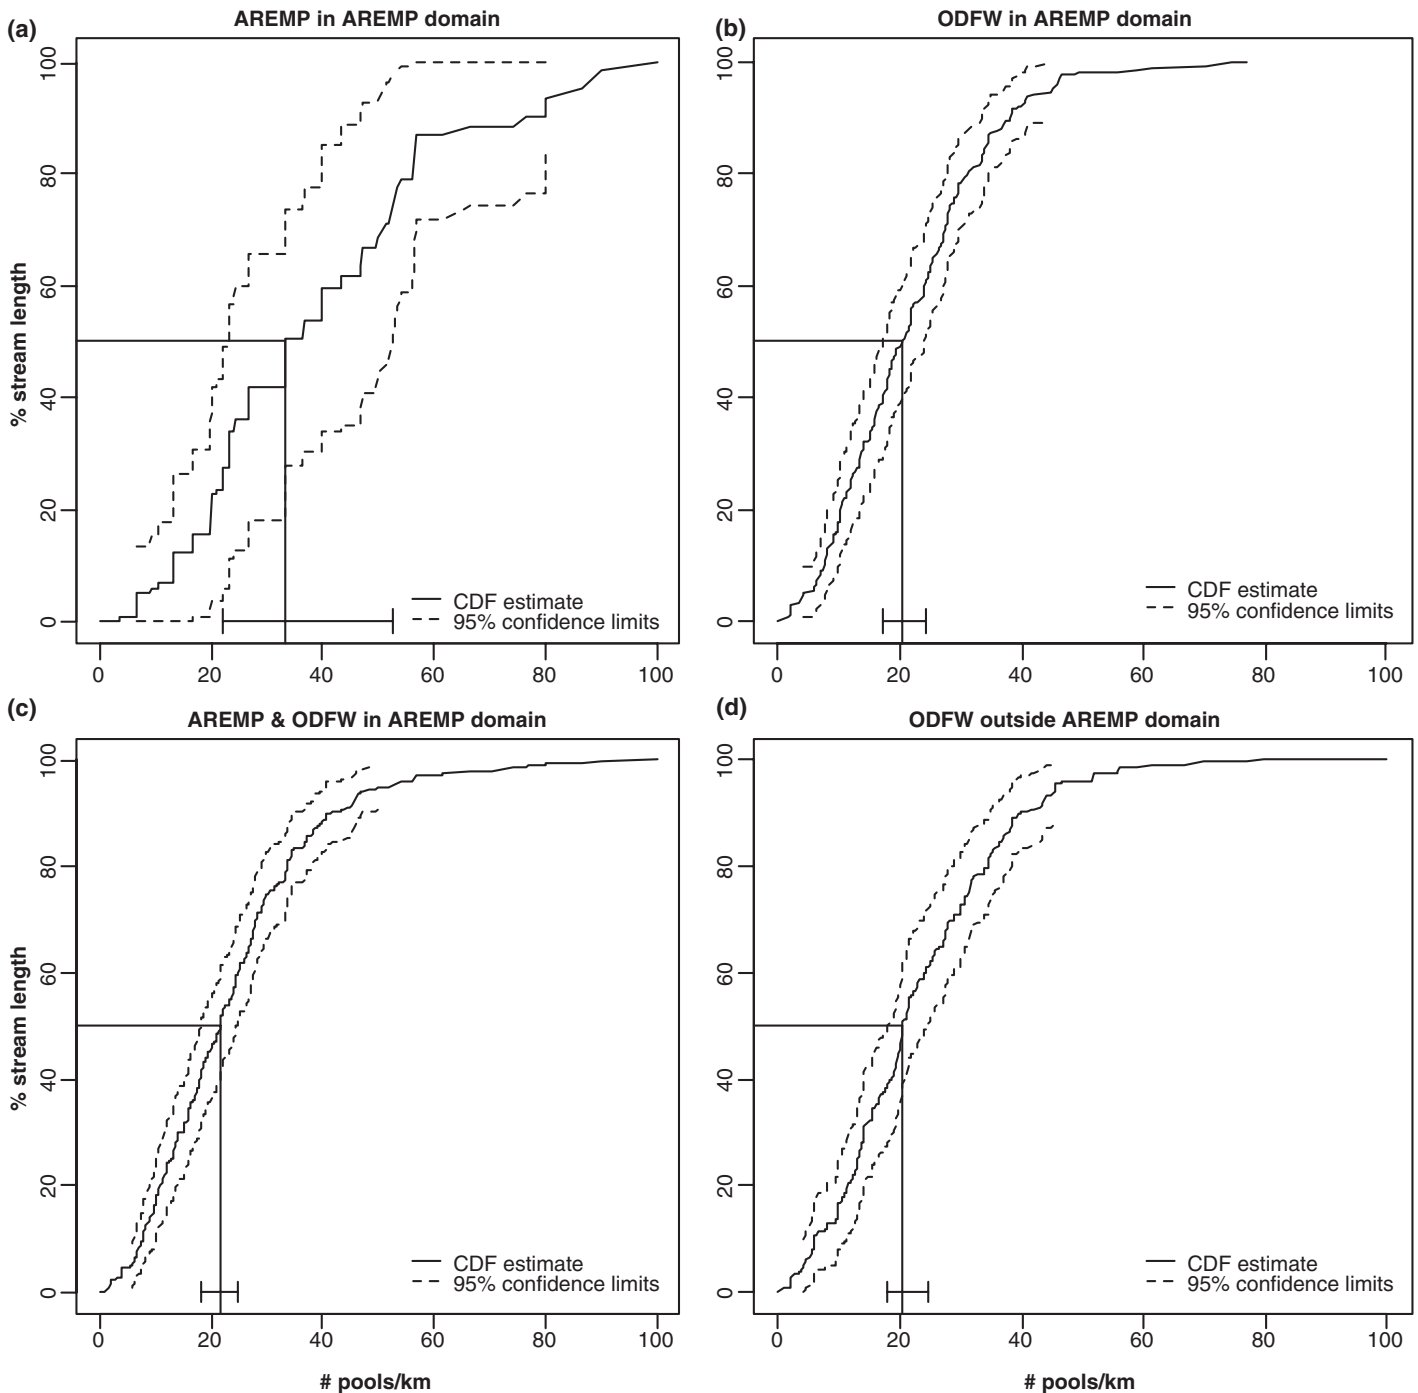 (a)
AREMP in AREMP domain
% stream length
100
80
60
40
20
0
CDF estimate
95% confidence limits
0 20 40 60 80 100
(b)
ODFW in AREMP domain
100
80
60
40
20
0
CDF estimate
95% confidence limits
0 20 40 60 80 100
(c)
AREMP & ODFW in AREMP domain
% stream length
100
80
60
40
20
0
CDF estimate
95% confidence limits
0 20 40 60 80 100
# pools/km
(d)
ODFW outside AREMP domain
100
80
60
40
20
0
CDF estimate
95% confidence limits
0 20 40 60 80 100
# pools/km